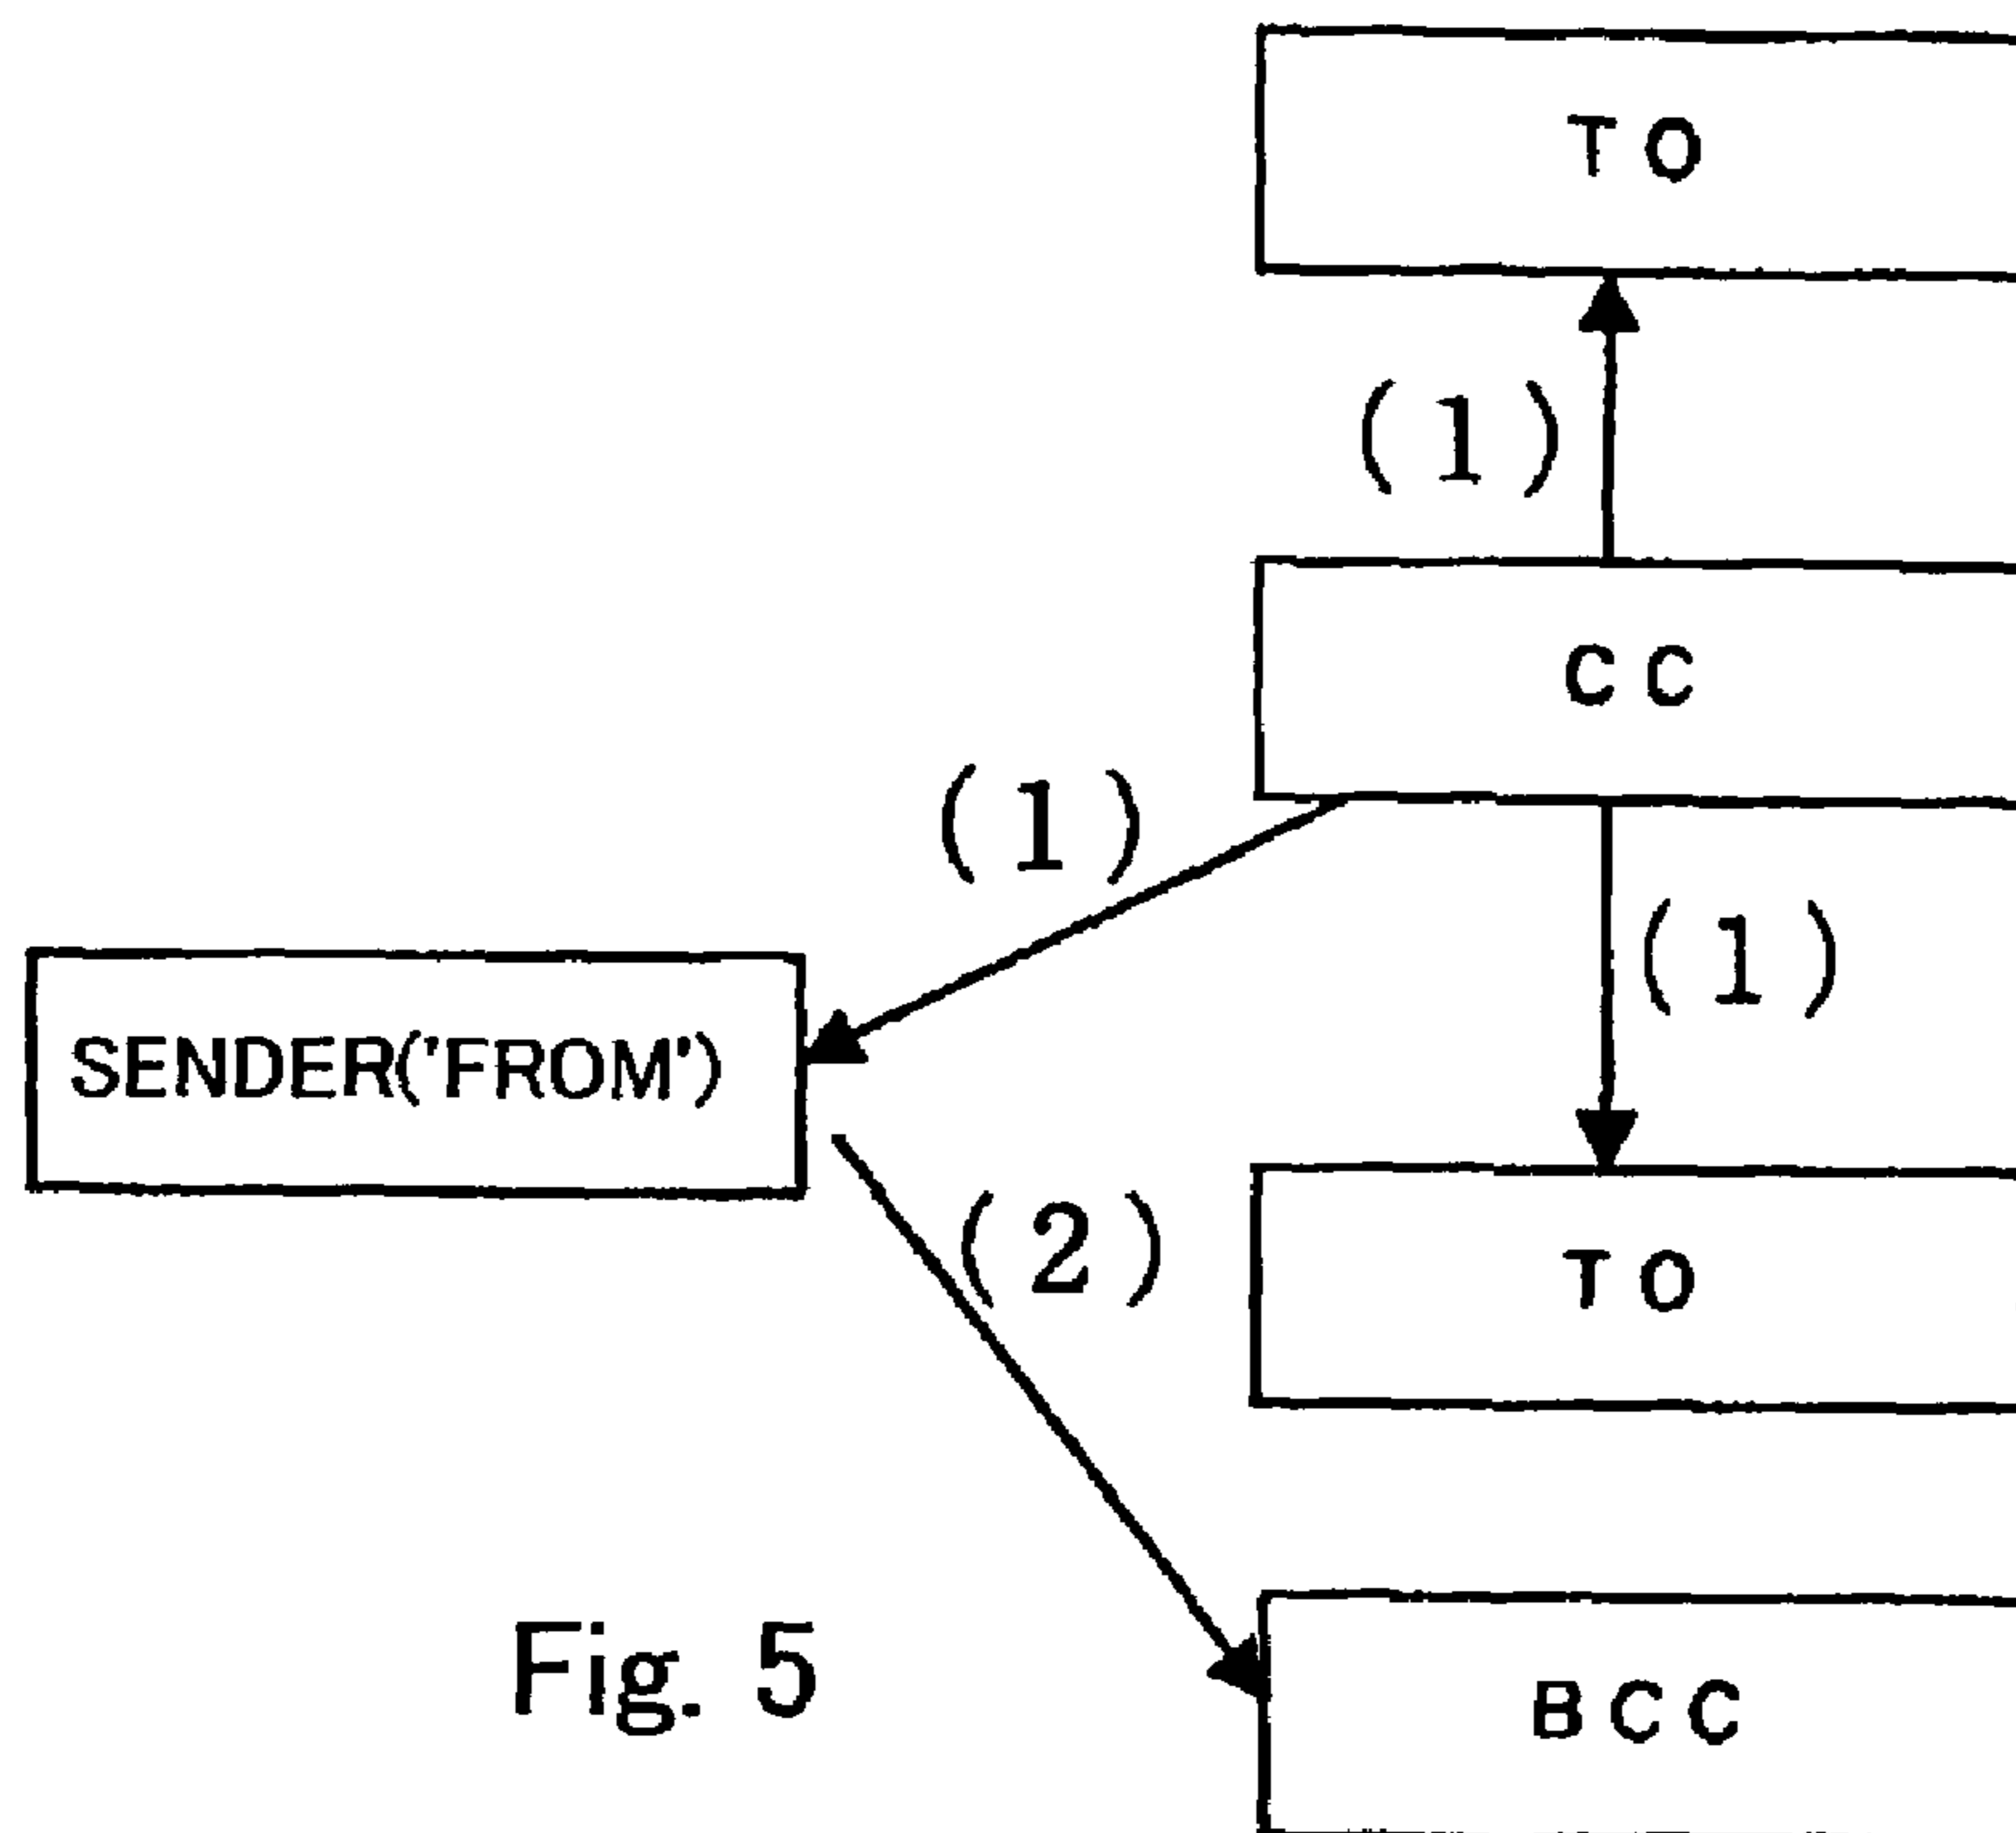 TO
(1)
CC
(1)
(1)
SENDER('FROM')
(2)
TO
Fig. 5
BCC